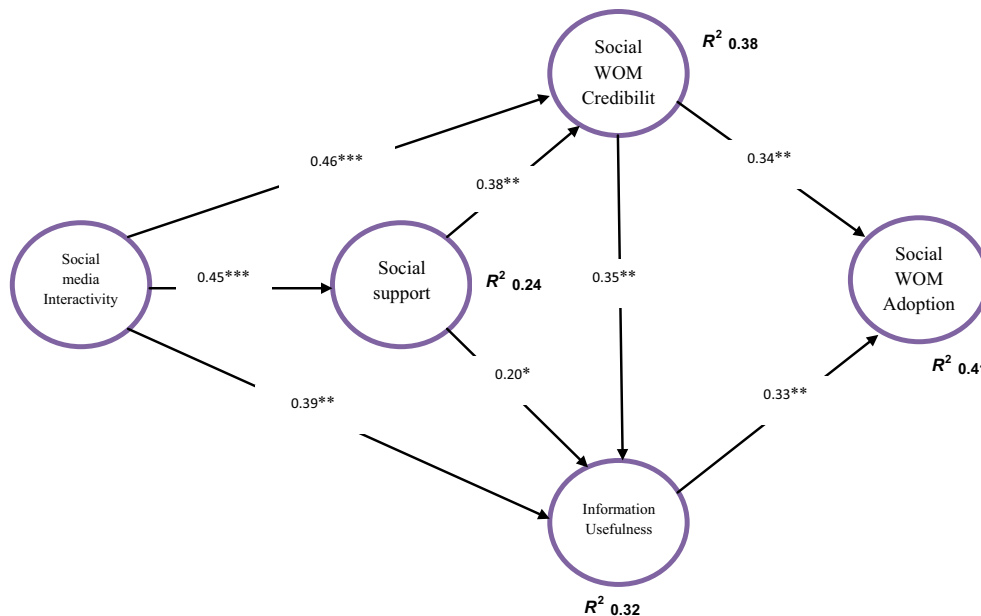 Social
WOM
Credibilit
R² 0.38
0.46***
0.38**
0.34**
Social
media
Interactivity
0.45***
Social
support
R² 0.24
0.35**
Social
WOM
Adoption
R² 0.41
0.39**
0.20*
0.33**
Information
Usefulness
R² 0.32